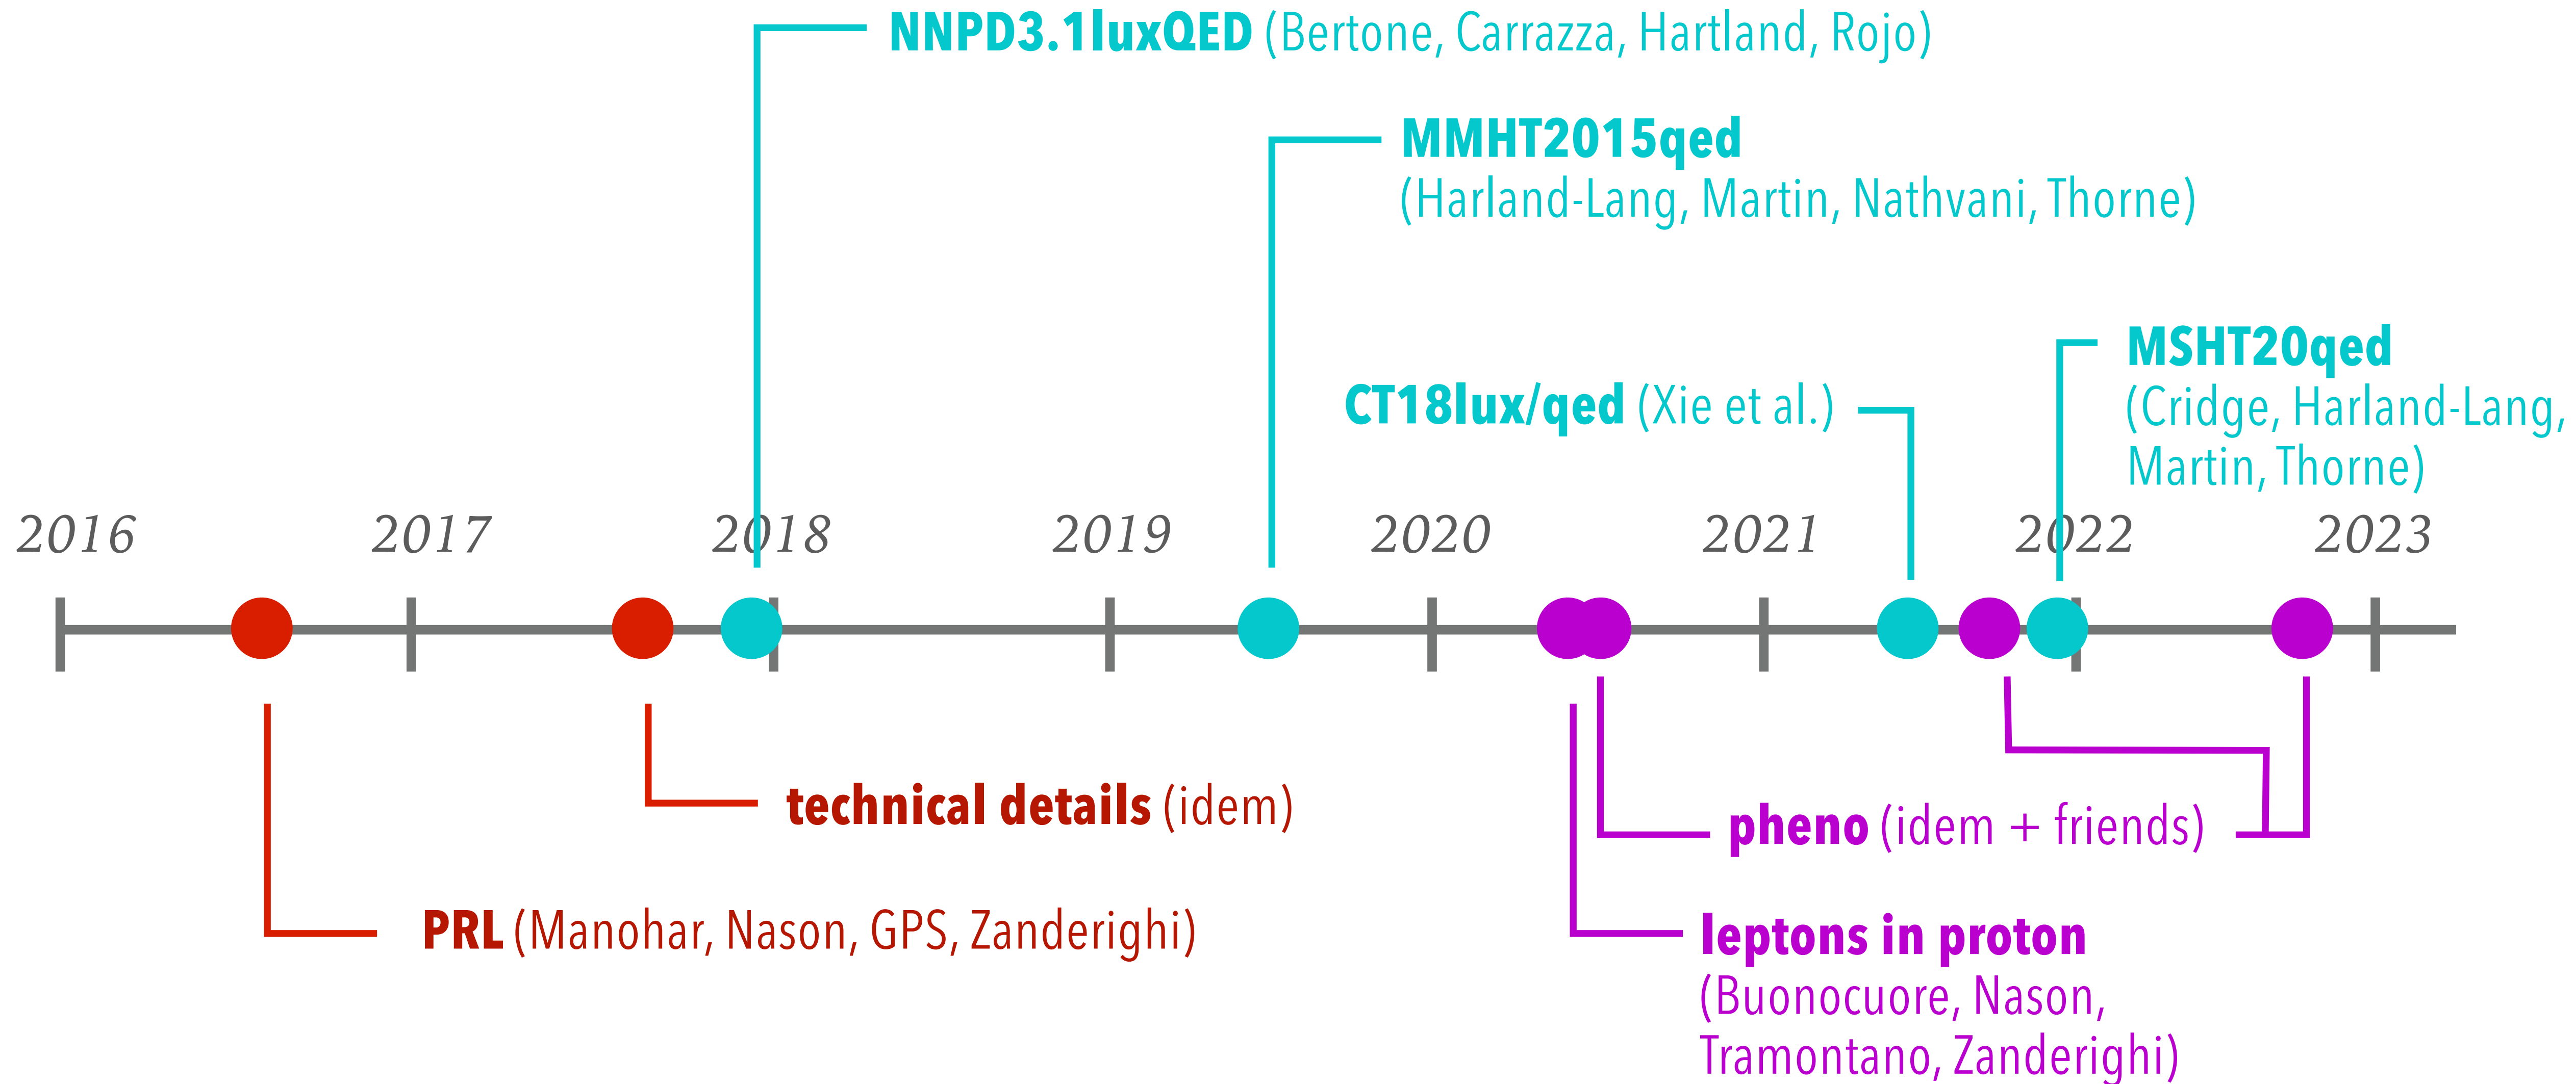 NNPD3.1luxQED (Bertone, Carrazza, Hartland, Rojo)
MMHT2015qed
(Harland-Lang, Martin, Nathvani, Thorne)
MSHT20qed
(Cridge, Harland-Lang,
Martin, Thorne)
CT18lux/qed (Xie et al.)
2016 2017 2018 2019 2020 2021 2022 2023
technical details (idem)
pheno (idem + friends)
PRL (Manohar, Nason, GPS, Zanderighi)
leptons in proton
(Buonocuore, Nason,
Tramontano, Zanderighi)